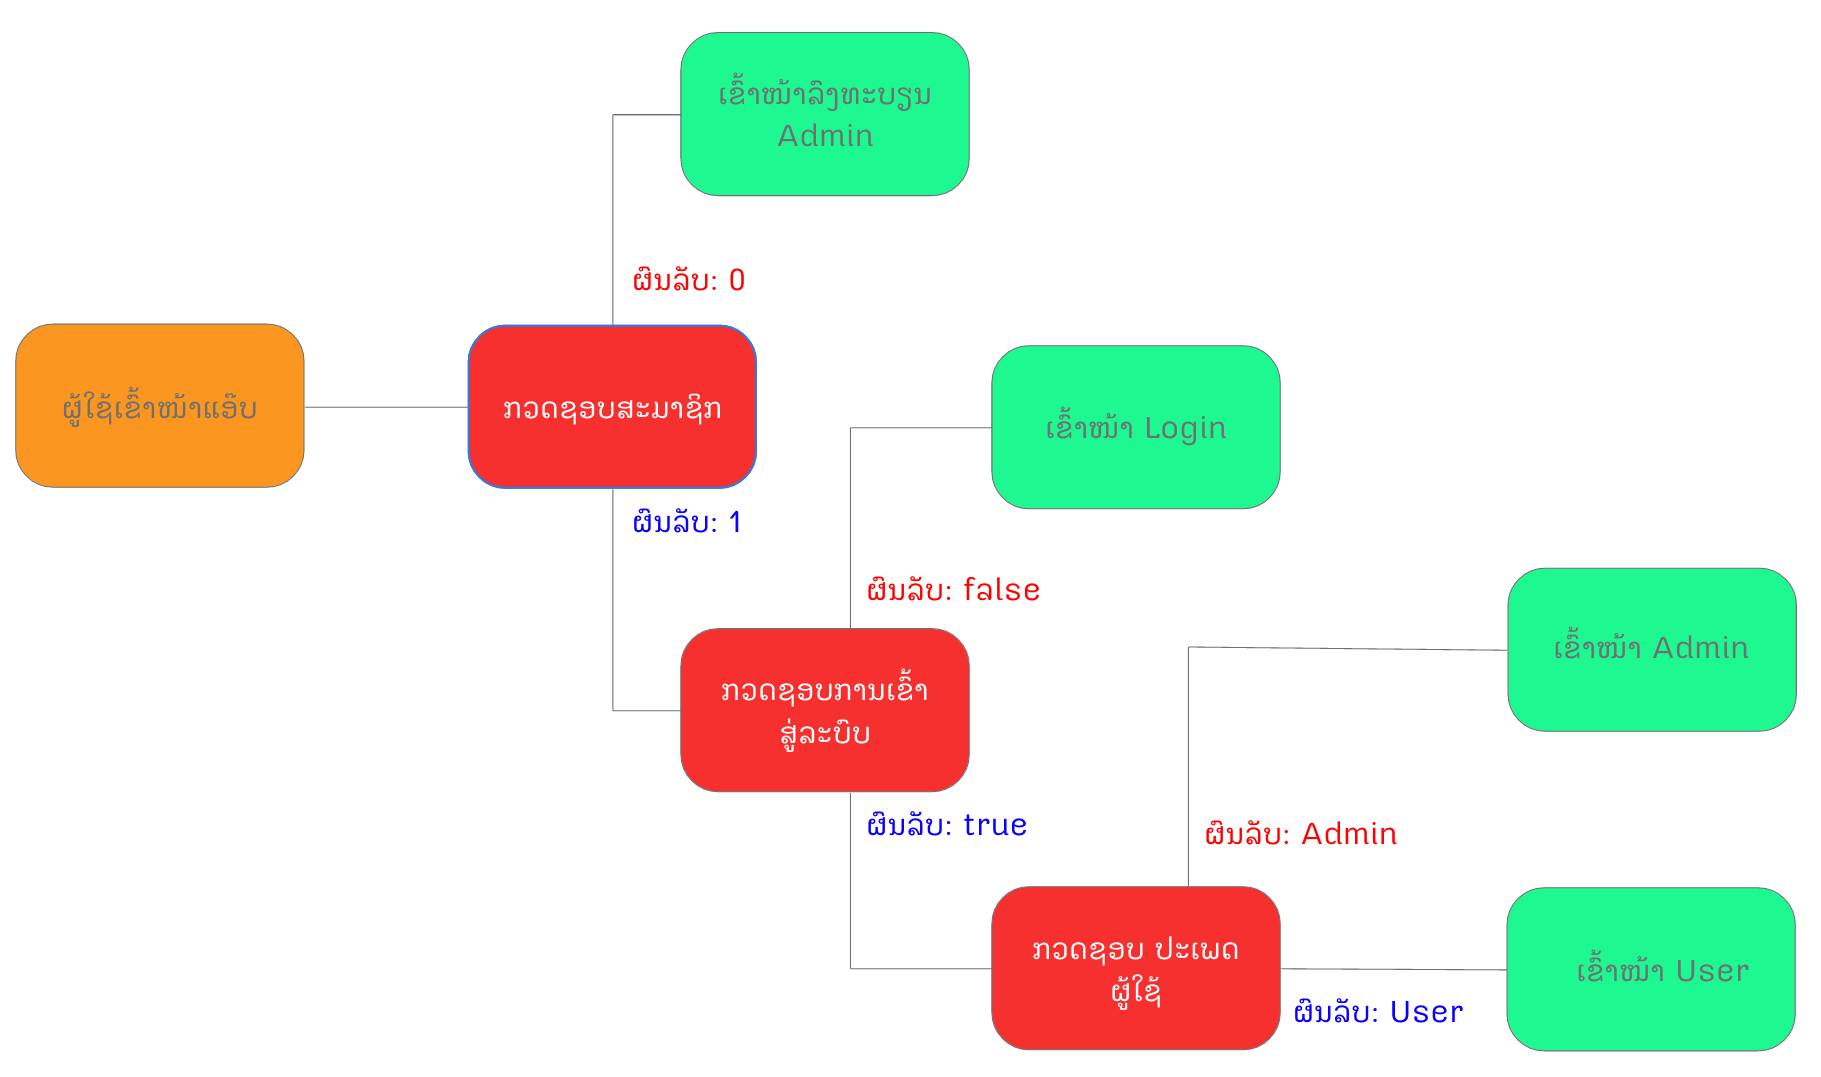 ເຂົ້າໜ້າລົງທະບຽນ
Admin
ຜົນລັບ: 0
ຜູ້ໃຊ້ເຂົ້າໜ້າແອ໊ບ
ກວດຊອບສະມາຊິກ
ຜົນລັບ: 1
ເຂົ້າໜ້າ Login
ຜົນລັບ: false
ກວດຊອບການເຂົ້າ
ສູ່ລະບົບ
ຜົນລັບ: true
ເຂົ້າໜ້າ Admin
ຜົນລັບ: Admin
ກວດຊອບ ປະເພດ
ຜູ້ໃຊ້
ເຂົ້າໜ້າ User
ຜົນລັບ: User